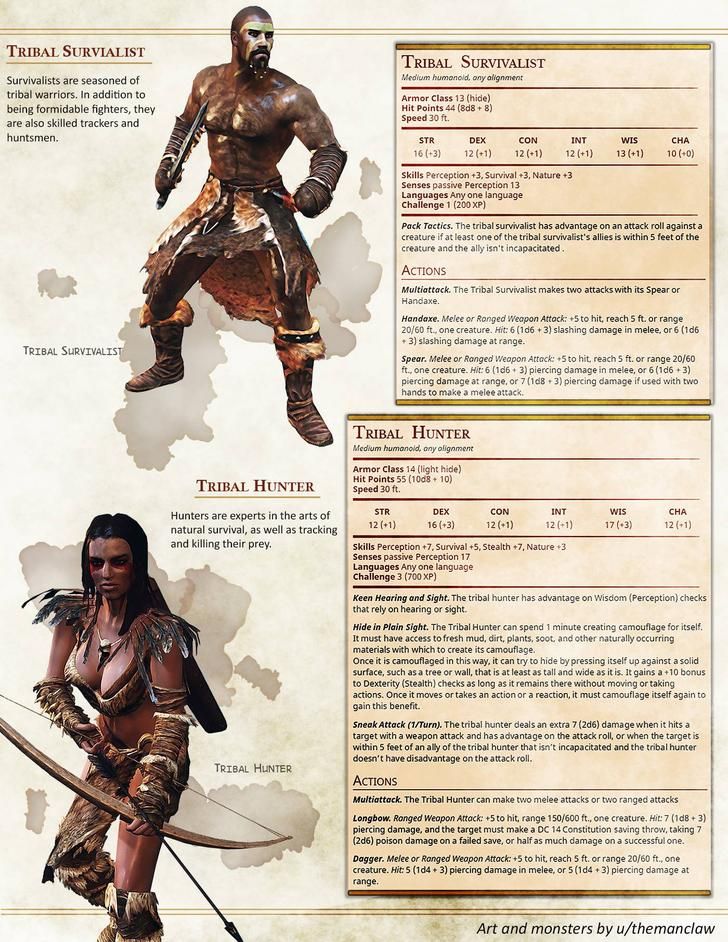 TRIBAL SURVIALIST
Survivalists are seasoned of
tribal warriors. In addition to
being formidable fighters, they
are also skilled trackers and
huntsmen.
TRIBAL SURVIVALIST
TRIBAL SURVIVALIST
Medium humanoid, any alignment
Armor Class 13 (hide)
Hit Points 44 (8d8 + 8)
Speed 30 ft.
STR DEX CON INT WIS CHA
16 (+3) 12 (+1) 12 (+1) 12 (+1) 13 (+1) 10 (+0)
Skills Perception +3, Survival +3, Nature +3
Senses passive Perception 13
Languages Any one language
Challenge 1 (200 XP)
Pack Tactics. The tribal survivalist has advantage on an attack roll against a
creature if at least one of the tribal survivalist's allies is within 5 feet of the
creature and the ally isn't incapacitated .
ACTIONS
Multiattack. The Tribal Survivalist makes two attacks with its Spear or
Handaxe.
Handaxe. Melee or Ranged Weapon Attack: +5 to hit, reach 5 ft. or range
20/60 ft., one creature. Hit: 6 (1d6 + 3) slashing damage in melee, or 6 (1d6
+ 3) slashing damage at range.
Spear. Melee or Ranged Weapon Attack: +5 to hit, reach 5 ft. or range 20/60
ft., one creature. Hit: 6 (1d6 + 3) piercing damage in melee, or 6 (1d6 + 3)
piercing damage at range, or 7 (1d8 + 3) piercing damage if used with two
hands to make a melee attack.
TRIBAL HUNTER
Hunters are experts in the arts of
natural survival, as well as tracking
and killing their prey.
TRIBAL HUNTER
TRIBAL HUNTER
Medium humanoid, any alignment
Armor Class 14 (light hide)
Hit Points 55 (10d8 + 10)
Speed 30 ft.
STR DEX CON INT WIS CHA
12 (+1) 16 (+3) 12 (+1) 12 (+1) 17 (+3) 12 (+1)
Skills Perception +7, Survival +5, Stealth +7, Nature +3
Senses passive Perception 17
Languages Any one language
Challenge 3 (700 XP)
Keen Hearing and Sight. The tribal hunter has advantage on Wisdom (Perception) checks
that rely on hearing or sight.
Hide in Plain Sight. The Tribal Hunter can spend 1 minute creating camouflage for itself.
It must have access to fresh mud, dirt, plants, soot, and other naturally occurring
materials with which to create its camouflage.
Once it is camouflaged in this way, it can try to hide by pressing itself up against a solid
surface, such as a tree or wall, that is at least as tall and wide as it is. It gains a +10 bonus
to Dexterity (Stealth) checks as long as it remains there without moving or taking
actions. Once it moves or takes an action or a reaction, it must camouflage itself again to
gain this benefit.
Sneak Attack (1/Turn). The tribal hunter deals an extra 7 (2d6) damage when it hits a
target with a weapon attack and has advantage on the attack roll, or when the target is
within 5 feet of an ally of the tribal hunter that isn't incapacitated and the tribal hunter
doesn't have disadvantage on the attack roll.
ACTIONS
Multiattack. The Tribal Hunter can make two melee attacks or two ranged attacks
Longbow. Ranged Weapon Attack: +5 to hit, range 150/600 ft., one creature. Hit: 7 (1d8 + 3)
piercing damage, and the target must make a DC 14 Constitution saving throw, taking 7
(2d6) poison damage on a failed save, or half as much damage on a successful one.
Dagger. Melee or Ranged Weapon Attack: +5 to hit, reach 5 ft. or range 20/60 ft., one
creature. Hit: 5 (1d4 + 3) piercing damage in melee, or 5 (1d4 + 3) piercing damage at
range.
Art and monsters by u/themanclaw